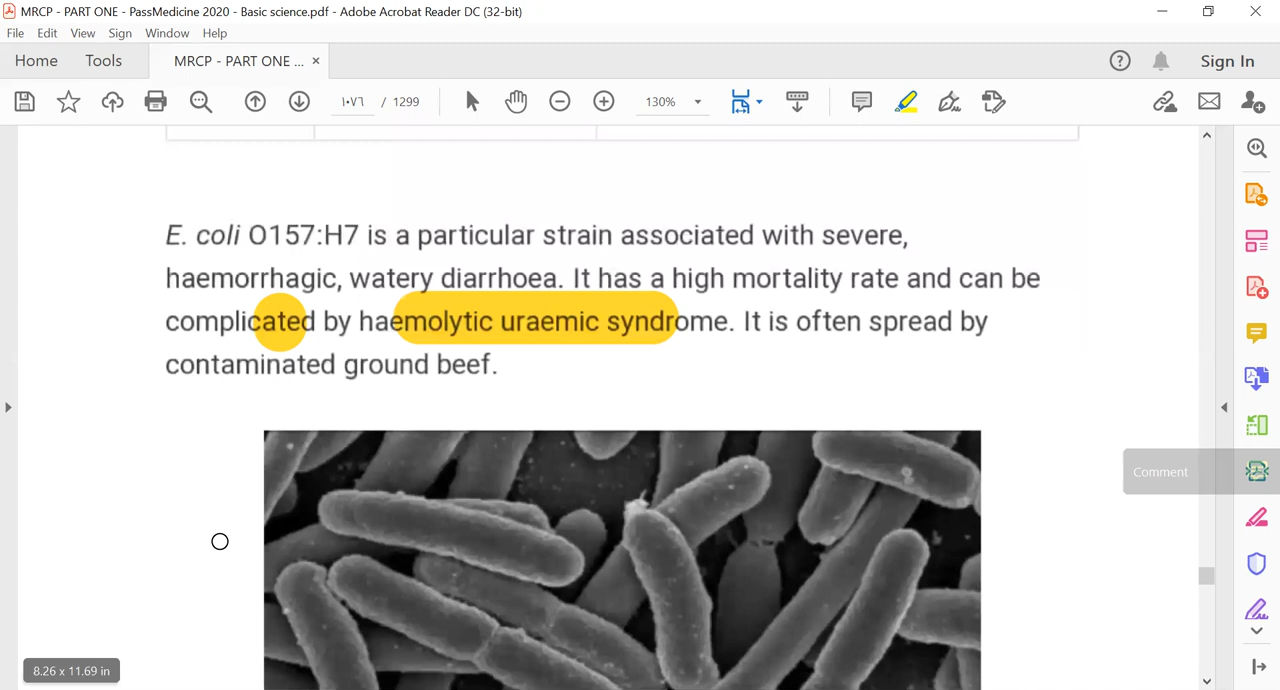 MRCP - PART ONE - PassMedicine 2020 - Basic science.pdf - Adobe Acrobat Reader DC (32-bit)
File Edit View Sign Window Help
Home Tools MRCP - PART ONE ... × Sign In
١٠٧٦ / 1299 130%
E. coli O157:H7 is a particular strain associated with severe,
haemorrhagic, watery diarrhoea. It has a high mortality rate and can be
complicated by haemolytic uraemic syndrome. It is often spread by
contaminated ground beef.
Comment
8.26 x 11.69 in